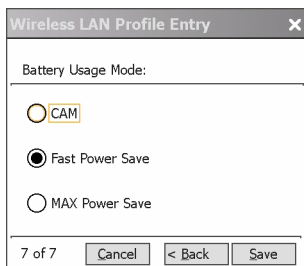 Wireless LAN Profile Entry
Battery Usage Mode:
CAM
Fast Power Save
MAX Power Save
7 of 7 Cancel < Back Save